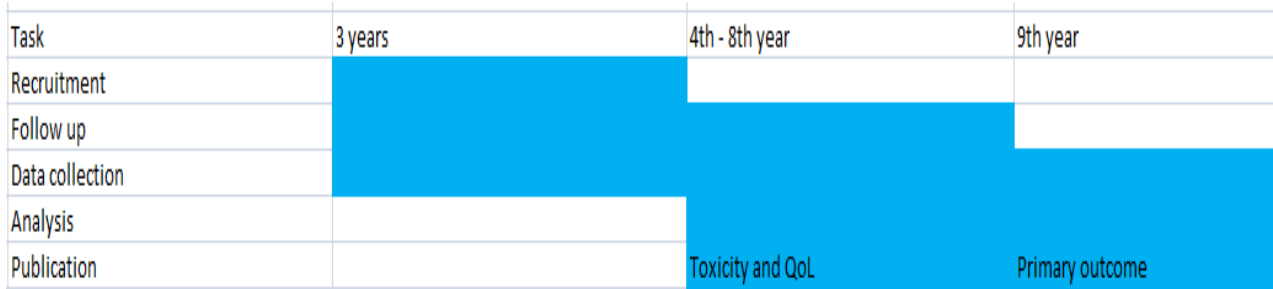 Task 3 years 4th - 8th year 9th year
Recruitment
Follow up
Data collection
Analysis
Publication Toxicity and QoL Primary outcome